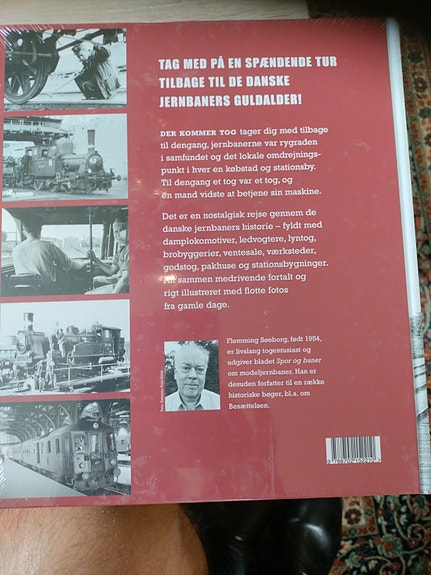 TAG MED PÅ EN SPÆNDENDE TUR
TILBAGE TIL DE DANSKE
JERNBANERS GULDALDER!
DER KOMMER TOG tager dig med tilbage
til dengang, jernbanerne var rygraden
i samfundet og det lokale omdrejnings-
punkt i hver en købstad og stationsby.
Til dengang et tog var et tog, og
en mand vidste at betjene sin maskine.
Det er en nostalgisk rejse gennem de
danske jernbaners historie – fyldt med
damplokomotiver, ledvogtere, lyntog,
brobyggerier, ventesale, værksteder,
godstog, pakhuse og stationsbygninger.
Alt sammen medrivende fortalt og
rigt illustreret med flotte fotos
fra gamle dage.
Flemming Søeborg, født 1954,
er livslang togentusiast og
udgiver bladet Spor og baner
om modeljernbaner. Han er
desuden forfatter til en række
historiske bøger, bl.a. om
Besættelsen.